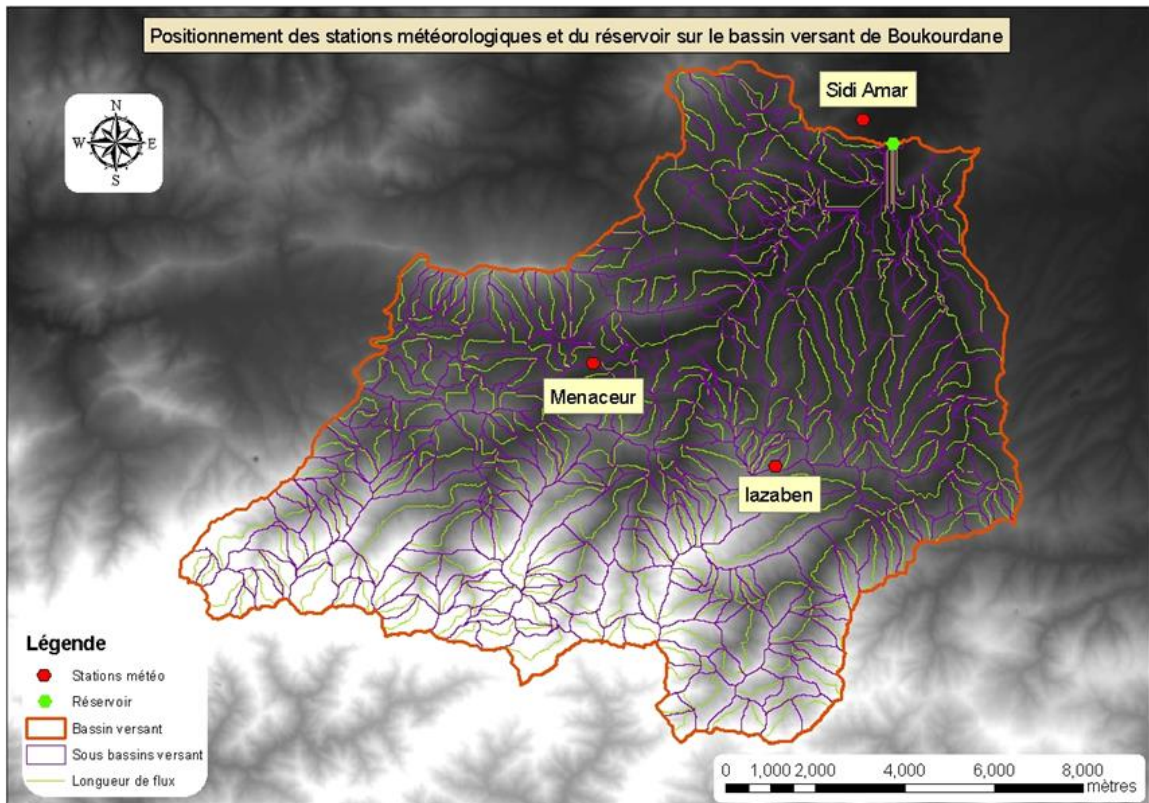 Positionnement des stations météorologiques et du réservoir sur le bassin versant de Boukourdane
Sidi Amar
N
W E
S
Menaceur
Iazaben
Légende
Stations météo
Réservoir
Bassin versant
Sous bassins versant
Longueur de flux
0 1,000 2,000 4,000 6,000 8,000
mètres